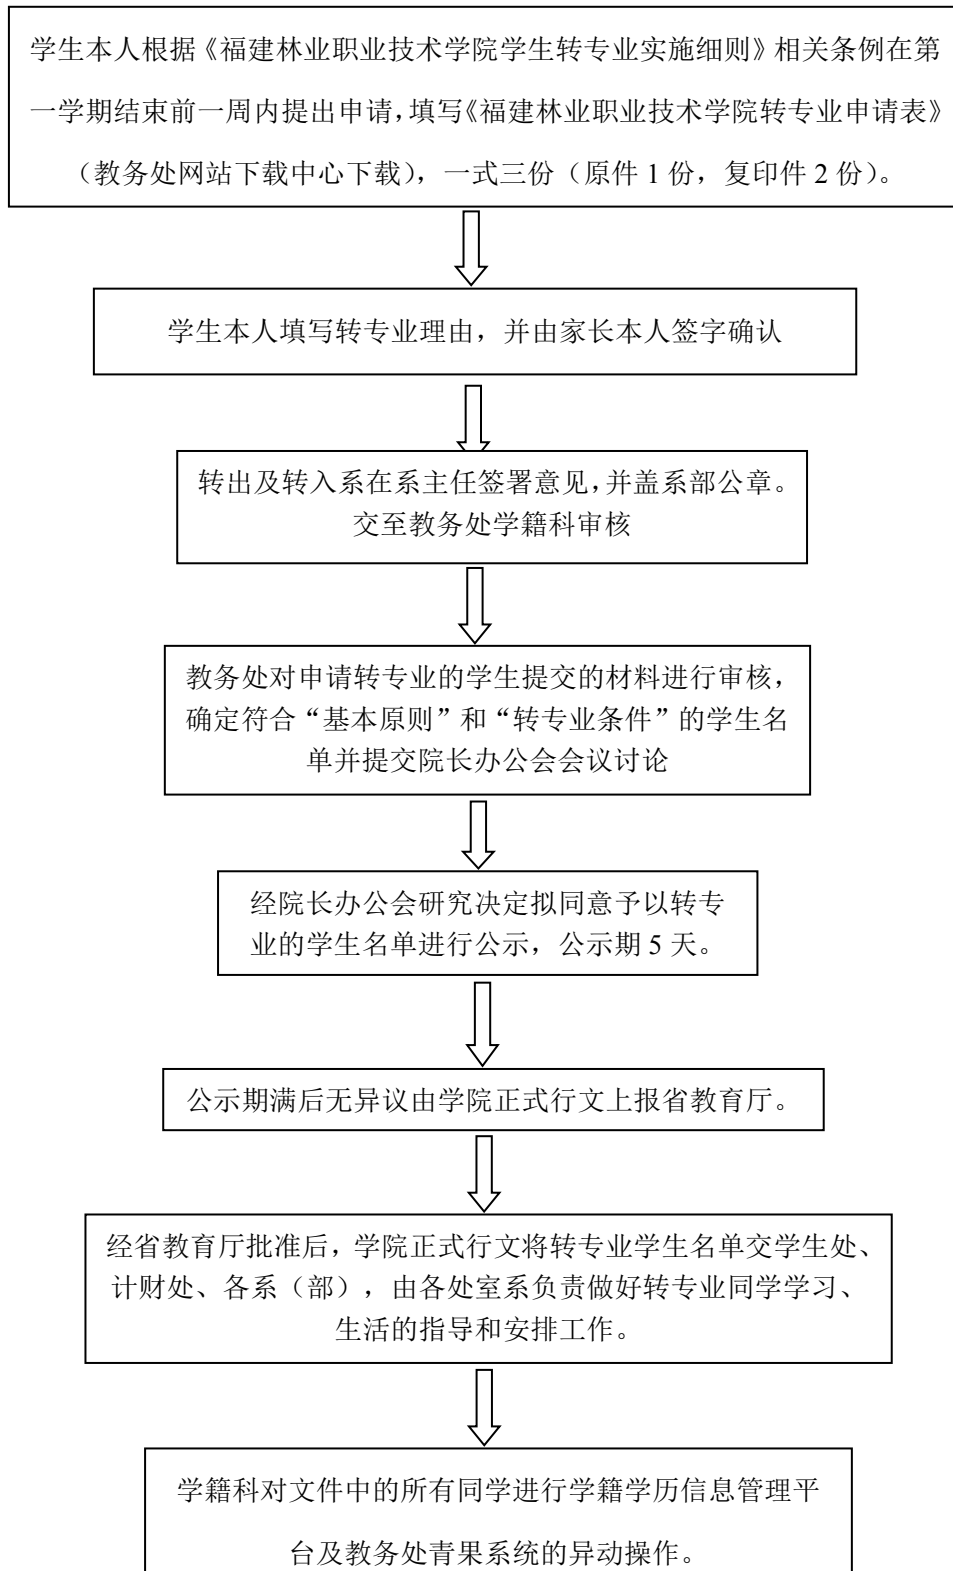 学生本人根据《福建林业职业技术学院学生转专业实施细则》相关条例在第
一学期结束前一周内提出申请，填写《福建林业职业技术学院转专业申请表》
（教务处网站下载中心下载），一式三份（原件 1 份，复印件 2 份）。
学生本人填写转专业理由，并由家长本人签字确认
转出及转入系在系主任签署意见，并盖系部公章。
交至教务处学籍科审核
教务处对申请转专业的学生提交的材料进行审核，
确定符合“基本原则”和“转专业条件”的学生名
单并提交院长办公会会议讨论
经院长办公会研究决定拟同意予以转专
业的学生名单进行公示，公示期 5 天。
公示期满后无异议由学院正式行文上报省教育厅。
经省教育厅批准后，学院正式行文将转专业学生名单交学生处、
计财处、各系（部），由各处室系负责做好转专业同学学习、
生活的指导和安排工作。
学籍科对文件中的所有同学进行学籍学历信息管理平
台及教务处青果系统的异动操作。